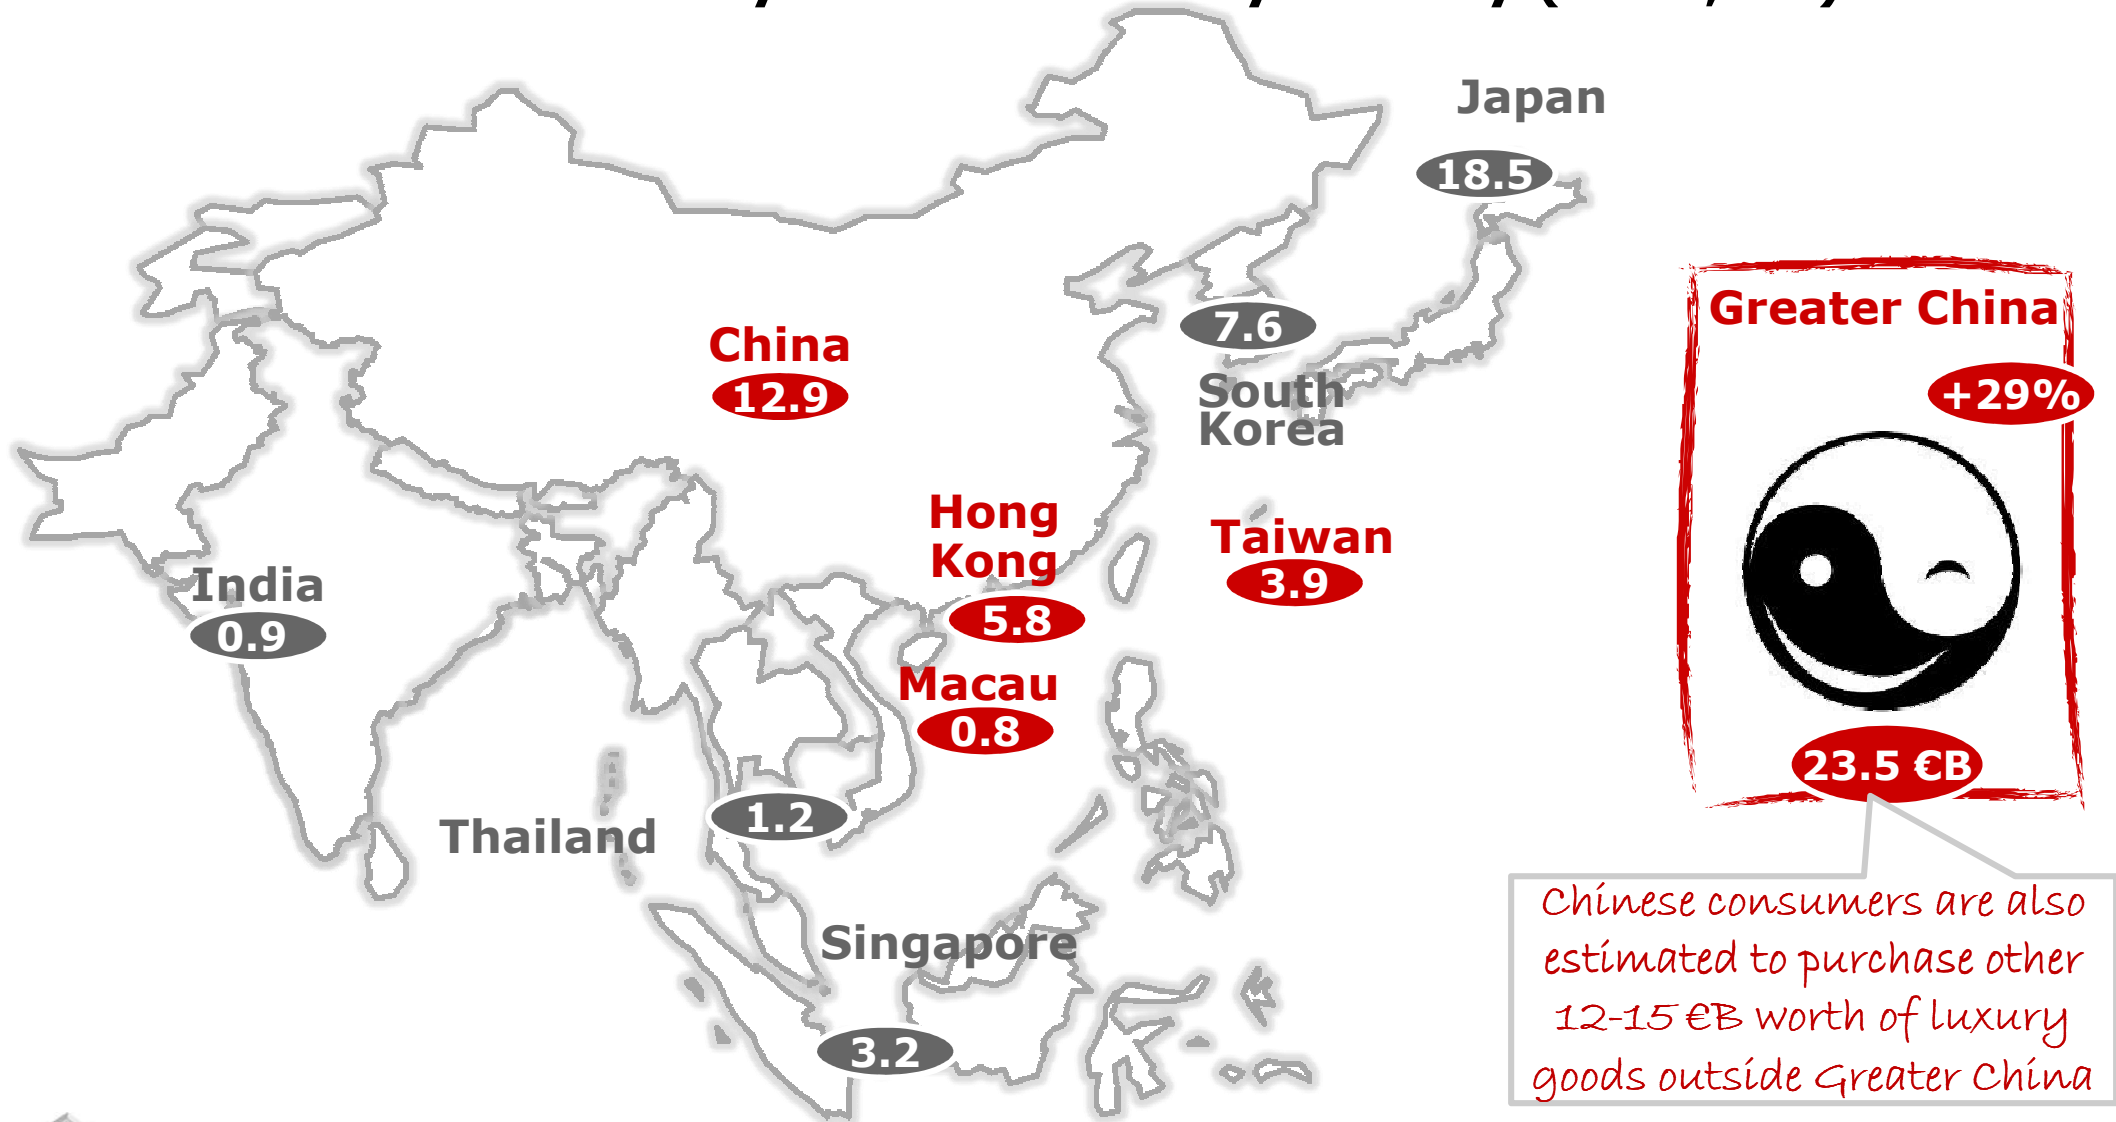 Japan
18.5
Greater China
+29%
China
12.9
7.6
South
Korea
Hong
Kong
5.8
Taiwan
3.9
India
0.9
Macau
0.8
23.5 €B
Thailand
1.2
Singapore
3.2
Chinese consumers are also
estimated to purchase other
12-15 €B worth of luxury
goods outside Greater China